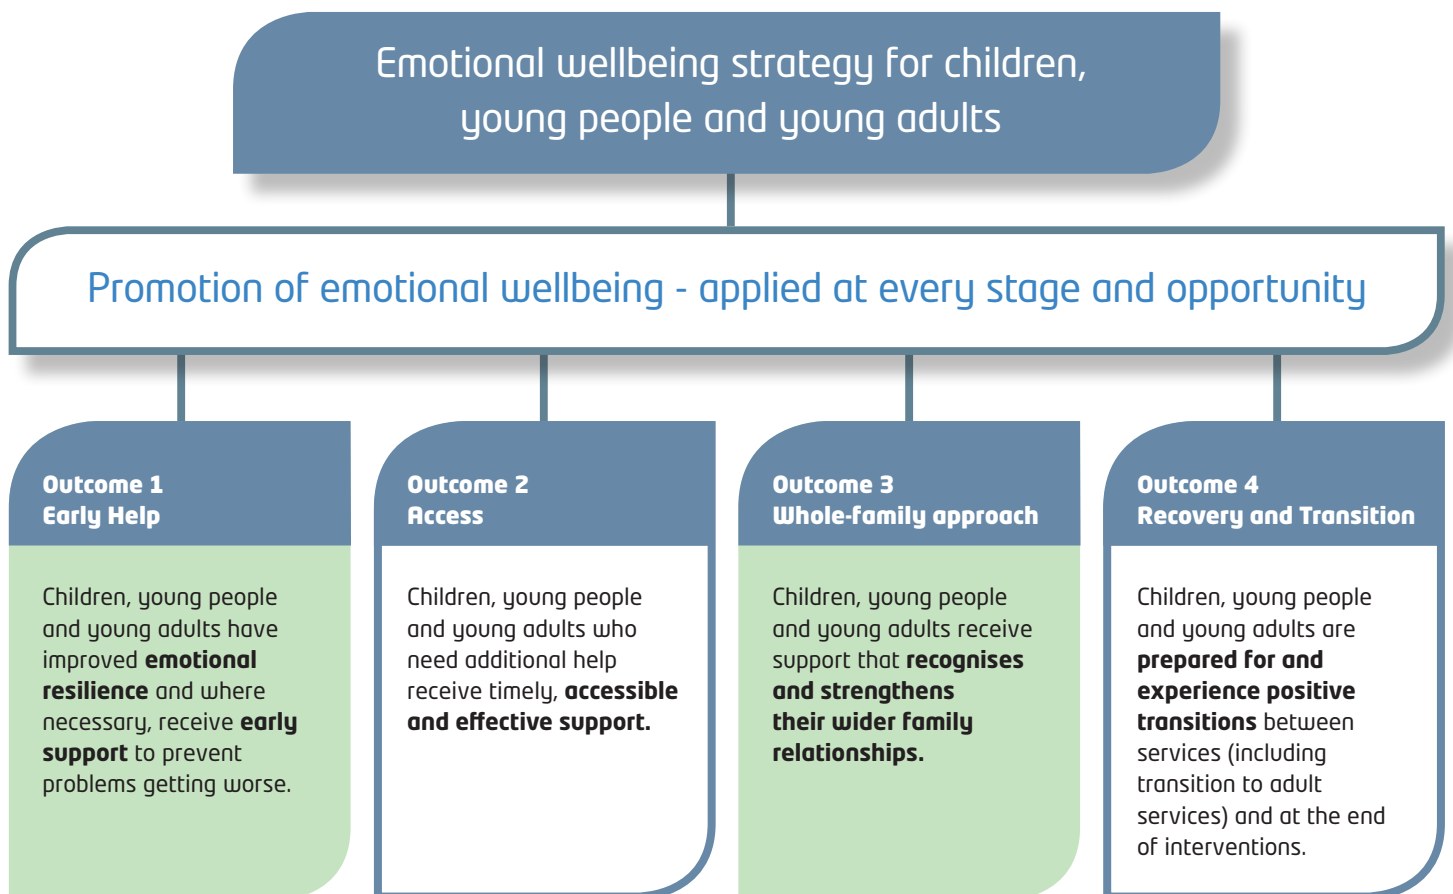 Emotional wellbeing strategy for children,
young people and young adults
Promotion of emotional wellbeing - applied at every stage and opportunity
Outcome 1
Early Help
Children, young people
and young adults have
improved emotional
resilience and where
necessary, receive early
support to prevent
problems getting worse.
Outcome 2
Access
Children, young people
and young adults who
need additional help
receive timely, accessible
and effective support.
Outcome 3
Whole-family approach
Children, young people
and young adults receive
support that recognises
and strengthens
their wider family
relationships.
Outcome 4
Recovery and Transition
Children, young people
and young adults are
prepared for and
experience positive
transitions between
services (including
transition to adult
services) and at the end
of interventions.